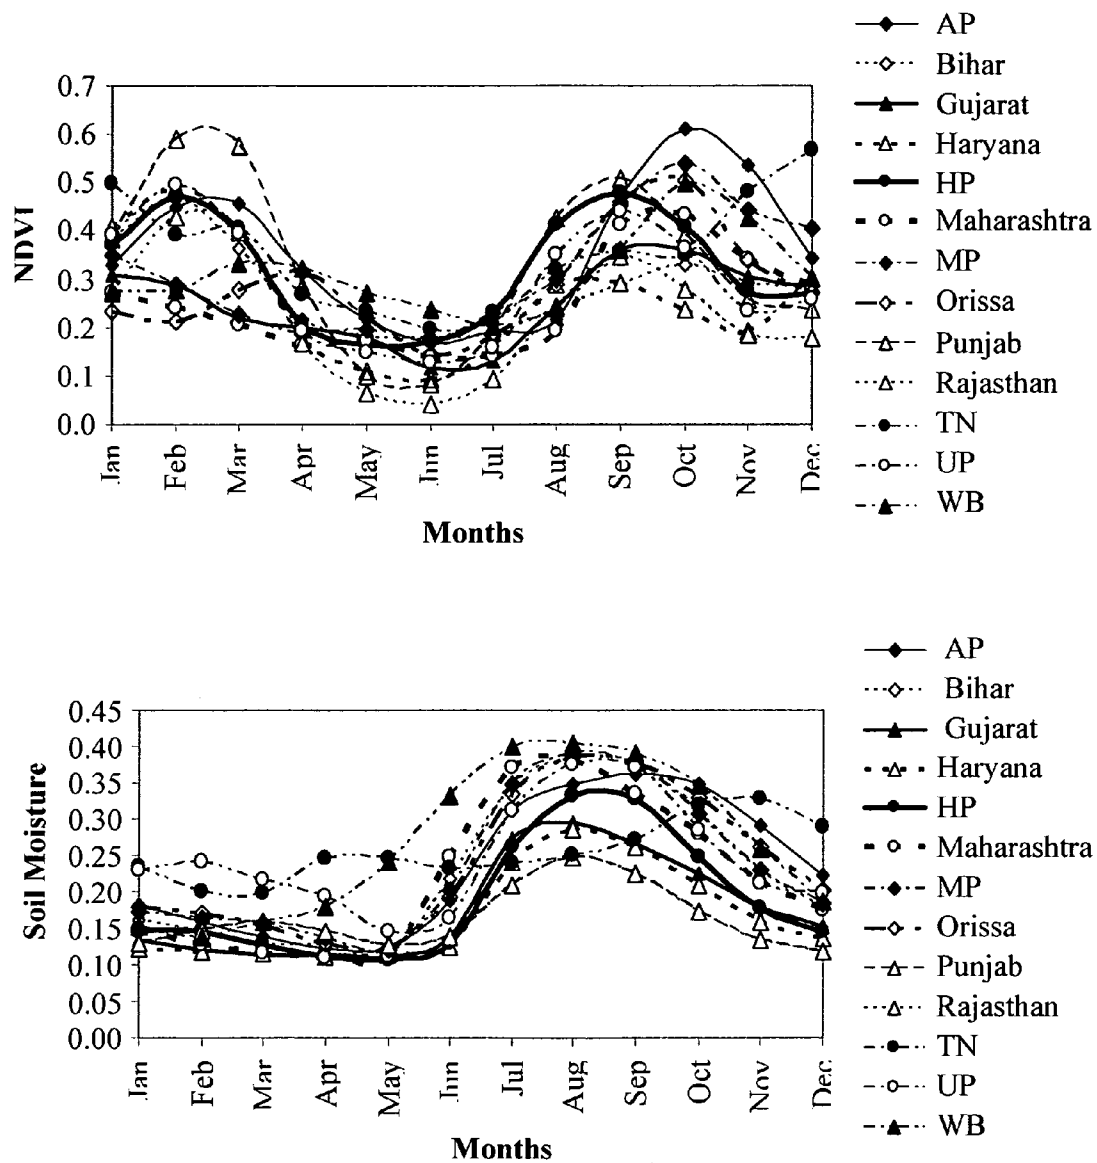 AP
Bihar
Gujarat
Haryana
HP
Maharashtra
MP
Orissa
Punjab
Rajasthan
TN
UP
WB
NDVI
0.7
0.6
0.5
0.4
0.3
0.2
0.1
0.0
Jan
Feb
Mar
Apr
May
Jun
Jul
Aug
Sep
Oct
Nov
Dec
Months
AP
Bihar
Gujarat
Haryana
HP
Maharashtra
MP
Orissa
Punjab
Rajasthan
TN
UP
WB
Soil Moisture
0.45
0.40
0.35
0.30
0.25
0.20
0.15
0.10
0.05
0.00
Jan
Feb
Mar
Apr
May
Jun
Jul
Aug
Sep
Oct
Nov
Dec
Months